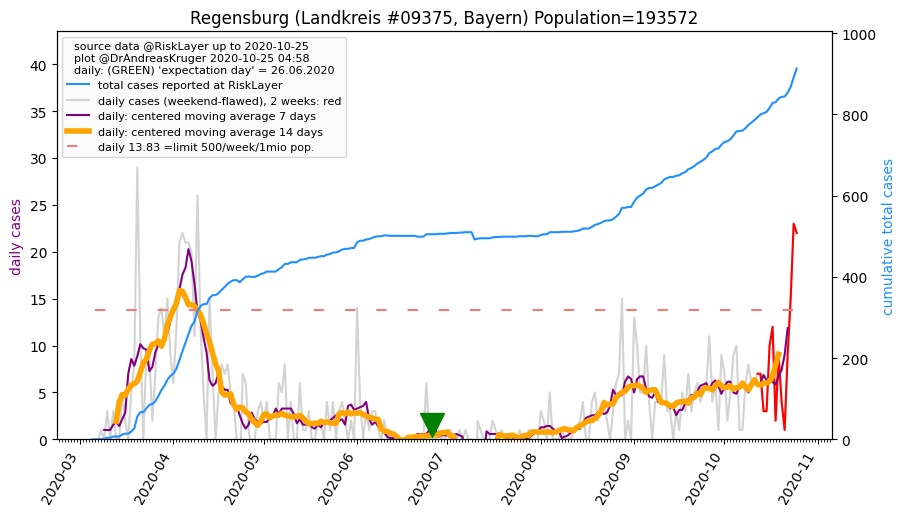 Regensburg (Landkreis #09375, Bayern) Population=193572
source data @RiskLayer up to 2020-10-25
plot @DrAndreasKruger 2020-10-25 04:58
daily: (GREEN) 'expectation day' = 26.06.2020
total cases reported at RiskLayer
daily cases (weekend-flawed), 2 weeks: red
daily: centered moving average 7 days
daily: centered moving average 14 days
daily 13.83 =limit 500/week/1mio pop.
daily cases
0
5
10
15
20
25
30
35
40
cumulative total cases
0
200
400
600
800
1000
2020-03
2020-04
2020-05
2020-06
2020-07
2020-08
2020-09
2020-10
2020-11